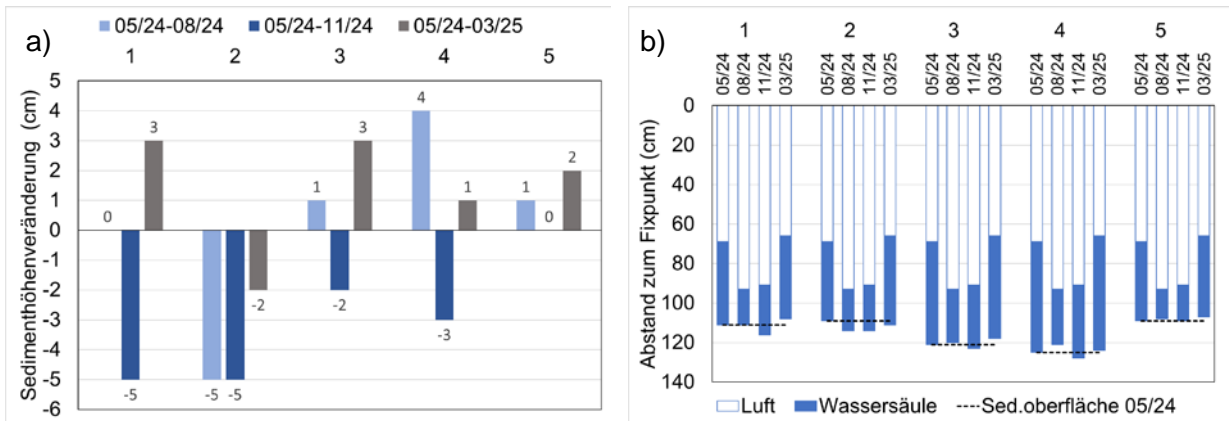 a)
05/24-08/24 05/24-11/24 05/24-03/25
1 2 3 4 5
Sedimenthöhenveränderung (cm)
5
4
3
2
1
0
-1
-2
-3
-4
-5
-6
0 -5 3
-5 -5 -2
1 -2 3
4 -3 1
1 0 2
b)
1 2 3 4 5
05/24 08/24 11/24 03/25 05/24 08/24 11/24 03/25 05/24 08/24 11/24 03/25 05/24 08/24 11/24 03/25 05/24 08/24 11/24 03/25
Abstand zum Fixpunkt (cm)
0
20
40
60
80
100
120
140
Luft Wassersäule Sed.oberfläche 05/24